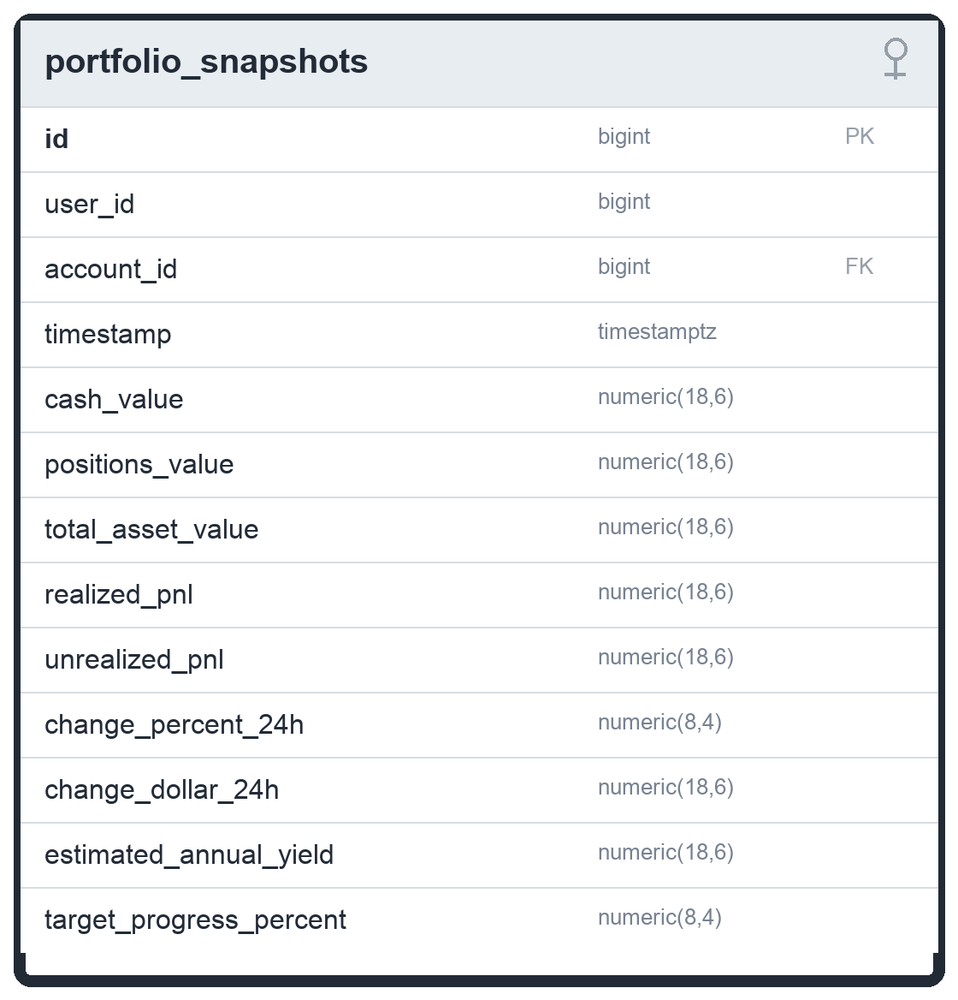 portfolio_snapshots
id bigint PK
user_id bigint
account_id bigint FK
timestamp timestamptz
cash_value numeric(18,6)
positions_value numeric(18,6)
total_asset_value numeric(18,6)
realized_pnl numeric(18,6)
unrealized_pnl numeric(18,6)
change_percent_24h numeric(8,4)
change_dollar_24h numeric(18,6)
estimated_annual_yield numeric(18,6)
target_progress_percent numeric(8,4)